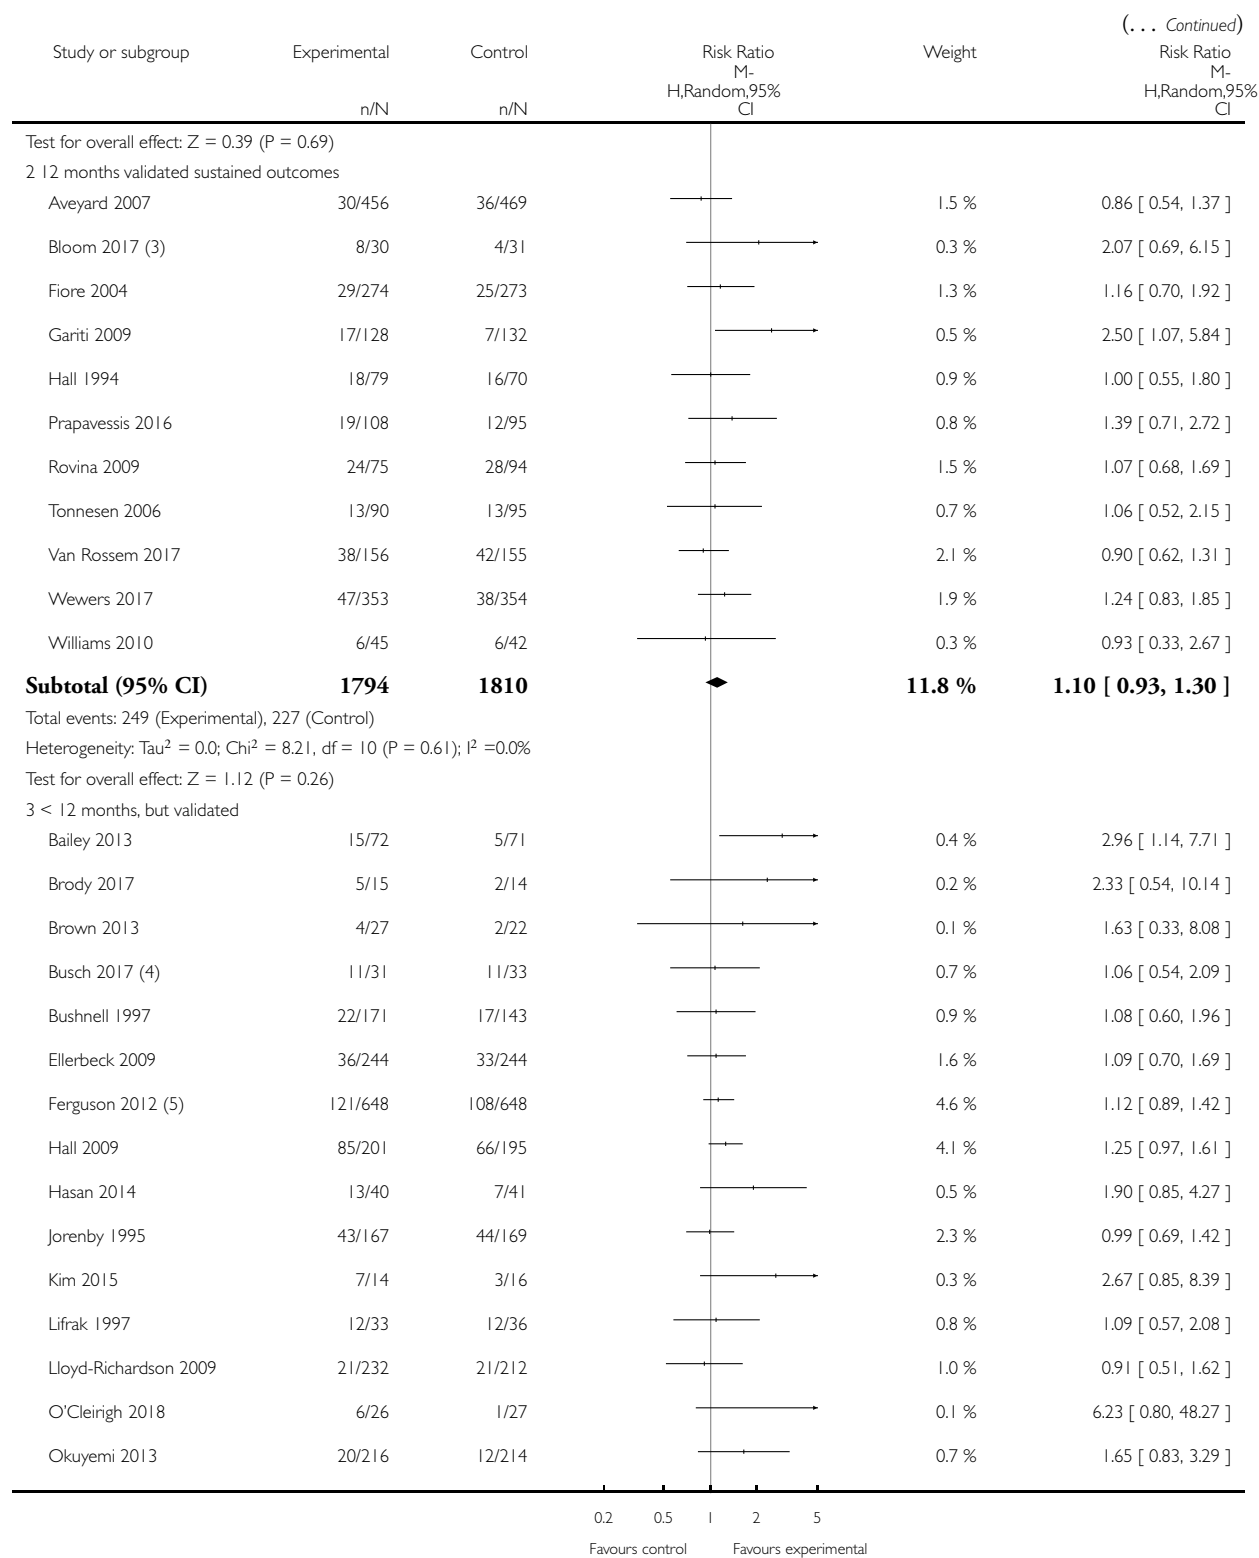 (... Continued)
Study or subgroup Experimental Control Risk Ratio Weight Risk Ratio
M- M-
H,Random,95% H,Random,95%
n/N n/N CI CI
Test for overall effect: Z = 0.39 (P = 0.69)
2 12 months validated sustained outcomes
Aveyard 2007 30/456 36/469 1.5 % 0.86 [ 0.54, 1.37 ]
Bloom 2017 (3) 8/30 4/31 0.3 % 2.07 [ 0.69, 6.15 ]
Fiore 2004 29/274 25/273 1.3 % 1.16 [ 0.70, 1.92 ]
Gariti 2009 17/128 7/132 0.5 % 2.50 [ 1.07, 5.84 ]
Hall 1994 18/79 16/70 0.9 % 1.00 [ 0.55, 1.80 ]
Prapavessis 2016 19/108 12/95 0.8 % 1.39 [ 0.71, 2.72 ]
Rovina 2009 24/75 28/94 1.5 % 1.07 [ 0.68, 1.69 ]
Tonnesen 2006 13/90 13/95 0.7 % 1.06 [ 0.52, 2.15 ]
Van Rossem 2017 38/156 42/155 2.1 % 0.90 [ 0.62, 1.31 ]
Wewers 2017 47/353 38/354 1.9 % 1.24 [ 0.83, 1.85 ]
Williams 2010 6/45 6/42 0.3 % 0.93 [ 0.33, 2.67 ]
Subtotal (95% CI) 1794 1810 11.8 % 1.10 [ 0.93, 1.30 ]
Total events: 249 (Experimental), 227 (Control)
Heterogeneity: Tau² = 0.0; Chi² = 8.21, df = 10 (P = 0.61); I² =0.0%
Test for overall effect: Z = 1.12 (P = 0.26)
3 < 12 months, but validated
Bailey 2013 15/72 5/71 0.4 % 2.96 [ 1.14, 7.71 ]
Brody 2017 5/15 2/14 0.2 % 2.33 [ 0.54, 10.14 ]
Brown 2013 4/27 2/22 0.1 % 1.63 [ 0.33, 8.08 ]
Busch 2017 (4) 11/31 11/33 0.7 % 1.06 [ 0.54, 2.09 ]
Bushnell 1997 22/171 17/143 0.9 % 1.08 [ 0.60, 1.96 ]
Ellerbeck 2009 36/244 33/244 1.6 % 1.09 [ 0.70, 1.69 ]
Ferguson 2012 (5) 121/648 108/648 4.6 % 1.12 [ 0.89, 1.42 ]
Hall 2009 85/201 66/195 4.1 % 1.25 [ 0.97, 1.61 ]
Hasan 2014 13/40 7/41 0.5 % 1.90 [ 0.85, 4.27 ]
Jorenby 1995 43/167 44/169 2.3 % 0.99 [ 0.69, 1.42 ]
Kim 2015 7/14 3/16 0.3 % 2.67 [ 0.85, 8.39 ]
Lifrak 1997 12/33 12/36 0.8 % 1.09 [ 0.57, 2.08 ]
Lloyd-Richardson 2009 21/232 21/212 1.0 % 0.91 [ 0.51, 1.62 ]
O'Cleirigh 2018 6/26 1/27 0.1 % 6.23 [ 0.80, 48.27 ]
Okuyemi 2013 20/216 12/214 0.7 % 1.65 [ 0.83, 3.29 ]
0.2 0.5 1 2 5
Favours control Favours experimental